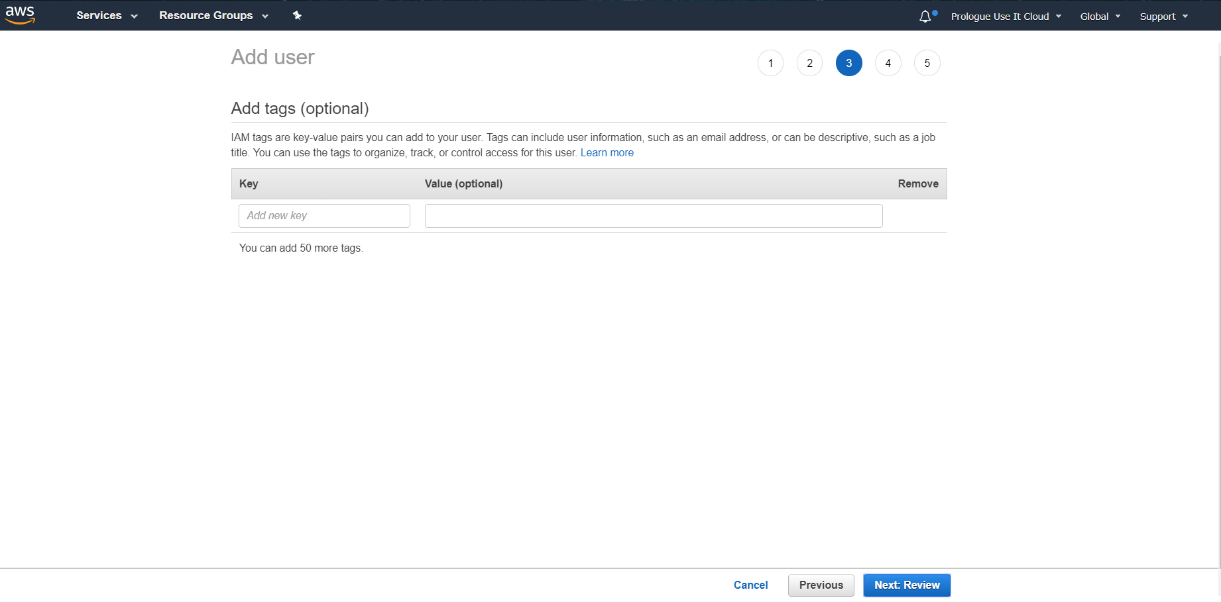 aws Services Resource Groups Prologue Use It Cloud Global Support
Add user 1 2 3 4 5
Add tags (optional)
IAM tags are key-value pairs you can add to your user. Tags can include user information, such as an email address, or can be descriptive, such as a job
title. You can use the tags to organize, track, or control access for this user. Learn more
Key Value (optional) Remove
Add new key
You can add 50 more tags.
Cancel Previous Next: Review